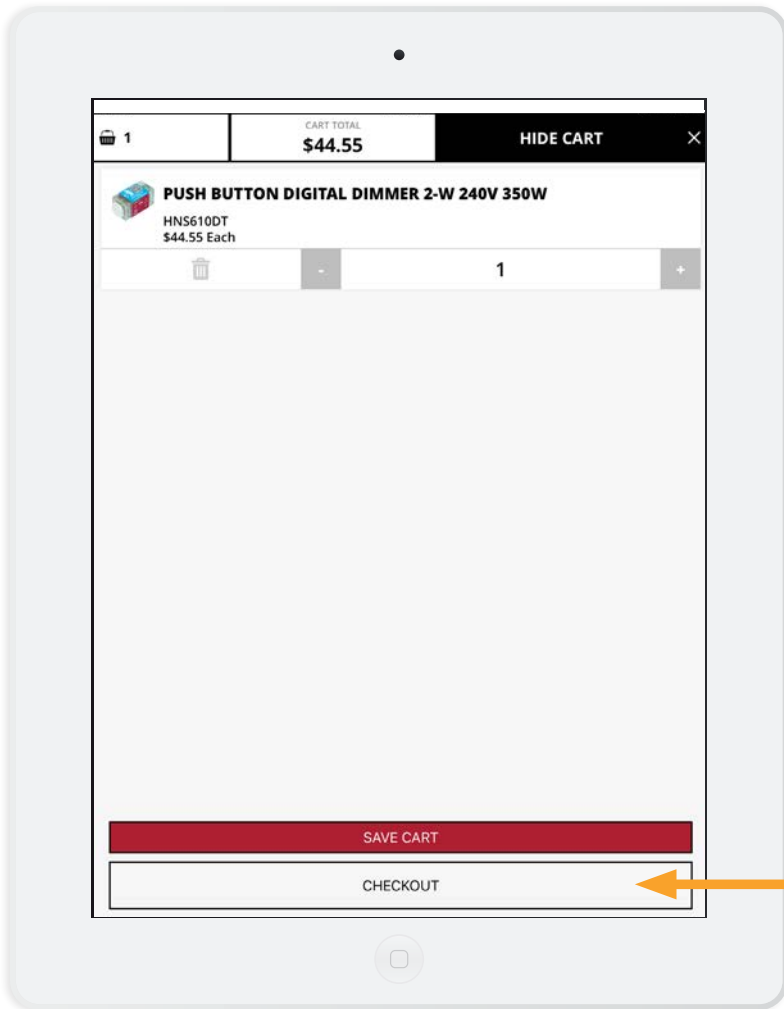 1
CART TOTAL
$44.55
HIDE CART ×
PUSH BUTTON DIGITAL DIMMER 2-W 240V 350W
HNS610DT
$44.55 Each
- 1 +
SAVE CART
CHECKOUT